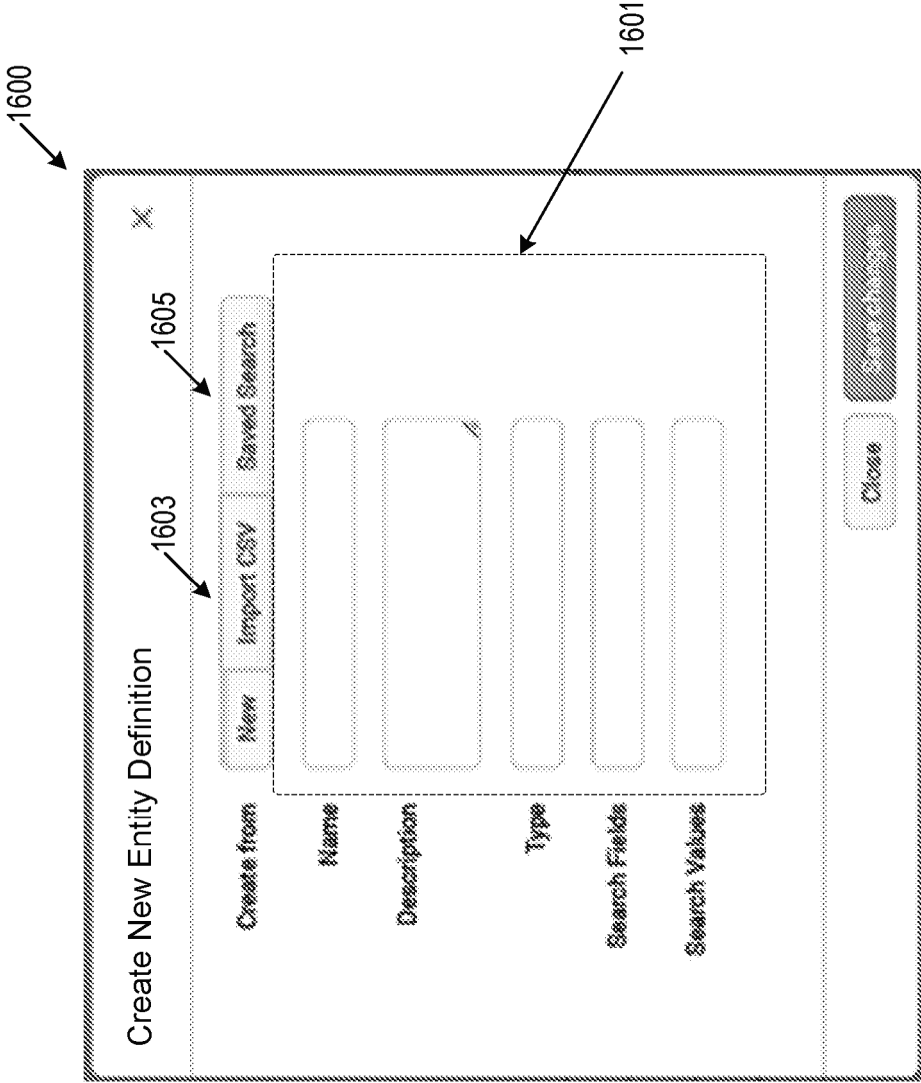 1600
Create New Entity Definition
1603
1605
Create from New Import CSV Saved Search
1601
Name
Description
Type
Search Fields
Search Values
Close